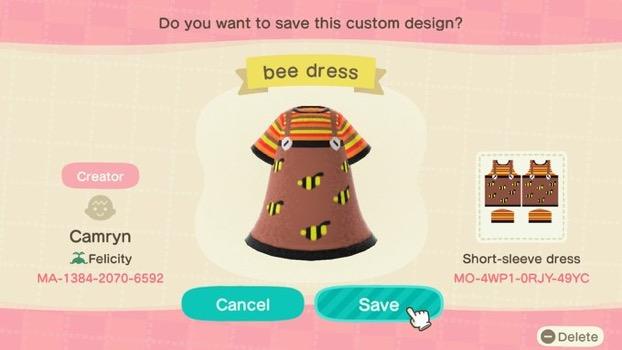 Do you want to save this custom design?
bee dress
Creator
Camryn
Felicity
MA-1384-2070-6592
Short-sleeve dress
MO-4WP1-0RJY-49YC
Cancel
Save
Delete